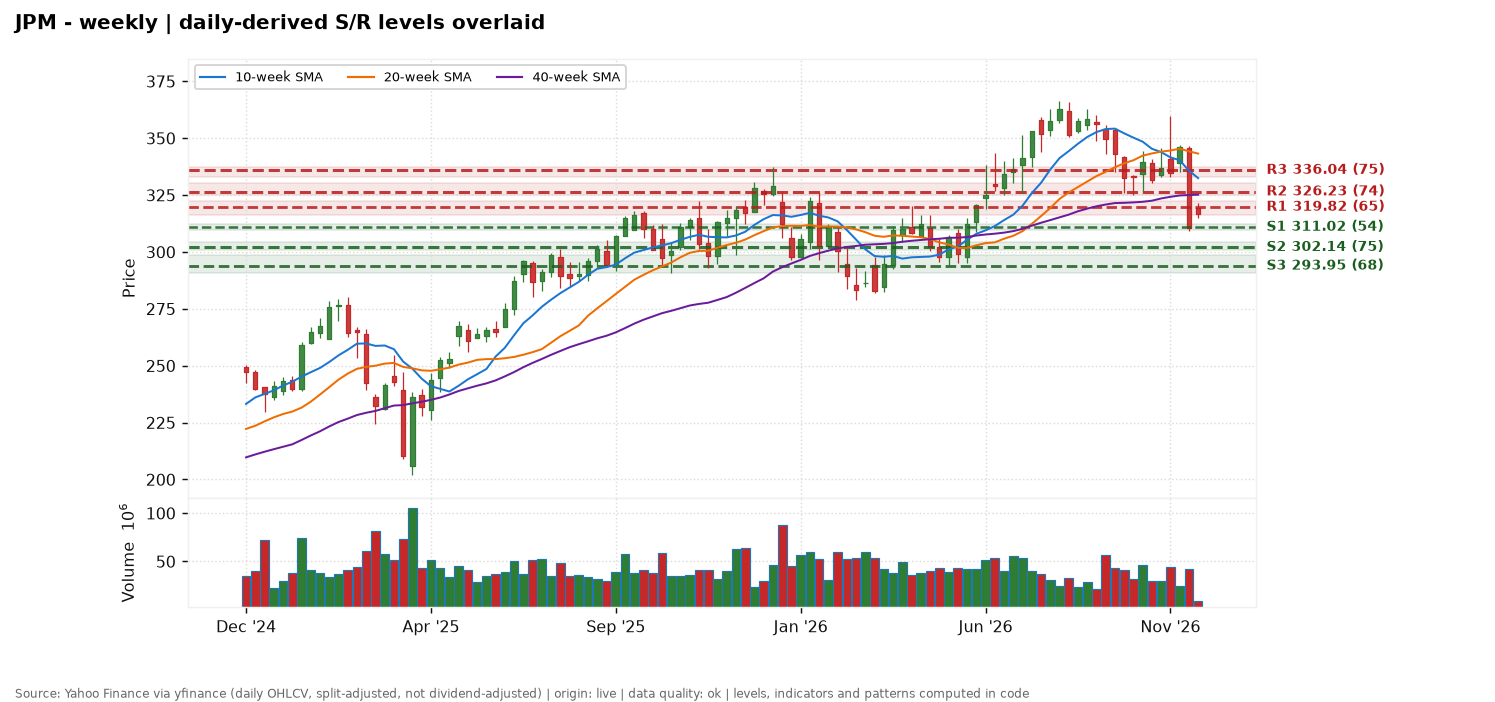 JPM - weekly | daily-derived S/R levels overlaid
10-week SMA 20-week SMA 40-week SMA
375
350
325
300
275
250
225
200
Price
R3 336.04 (75)
R2 326.23 (74)
R1 319.82 (65)
S1 311.02 (54)
S2 302.14 (75)
S3 293.95 (68)
100
50
Volume 10⁶
Dec '24 Apr '25 Sep '25 Jan '26 Jun '26 Nov '26
Source: Yahoo Finance via yfinance (daily OHLCV, split-adjusted, not dividend-adjusted) | origin: live | data quality: ok | levels, indicators and patterns computed in code